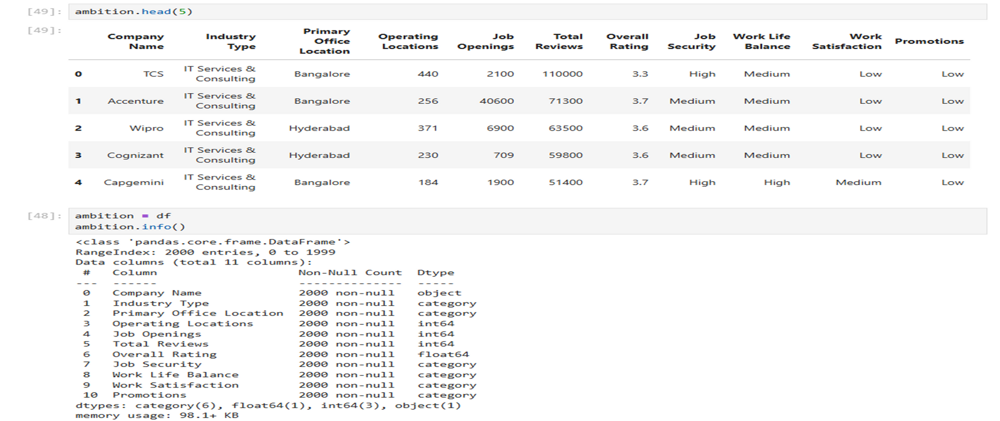 [49]: ambition.head(5)
[49]:
Company Name Industry Type Primary Office Location Operating Locations Job Openings Total Reviews Overall Rating Job Security Work Life Balance Work Satisfaction Promotions
0 TCS IT Services & Consulting Bangalore 440 2100 110000 3.3 High Medium Low Low
1 Accenture IT Services & Consulting Bangalore 256 40600 71300 3.7 Medium Medium Low Low
2 Wipro IT Services & Consulting Hyderabad 371 6900 63500 3.6 Medium Medium Low Low
3 Cognizant IT Services & Consulting Hyderabad 230 709 59800 3.6 Medium Medium Low Low
4 Capgemini IT Services & Consulting Bangalore 184 1900 51400 3.7 High High Medium Low
[48]: ambition = df
ambition.info()
<class 'pandas.core.frame.DataFrame'>
RangeIndex: 2000 entries, 0 to 1999
Data columns (total 11 columns):
# Column Non-Null Count Dtype
--- ------ -------------- -----
0 Company Name 2000 non-null object
1 Industry Type 2000 non-null category
2 Primary Office Location 2000 non-null category
3 Operating Locations 2000 non-null int64
4 Job Openings 2000 non-null int64
5 Total Reviews 2000 non-null int64
6 Overall Rating 2000 non-null float64
7 Job Security 2000 non-null category
8 Work Life Balance 2000 non-null category
9 Work Satisfaction 2000 non-null category
10 Promotions 2000 non-null category
dtypes: category(6), float64(1), int64(3), object(1)
memory usage: 98.1+ KB